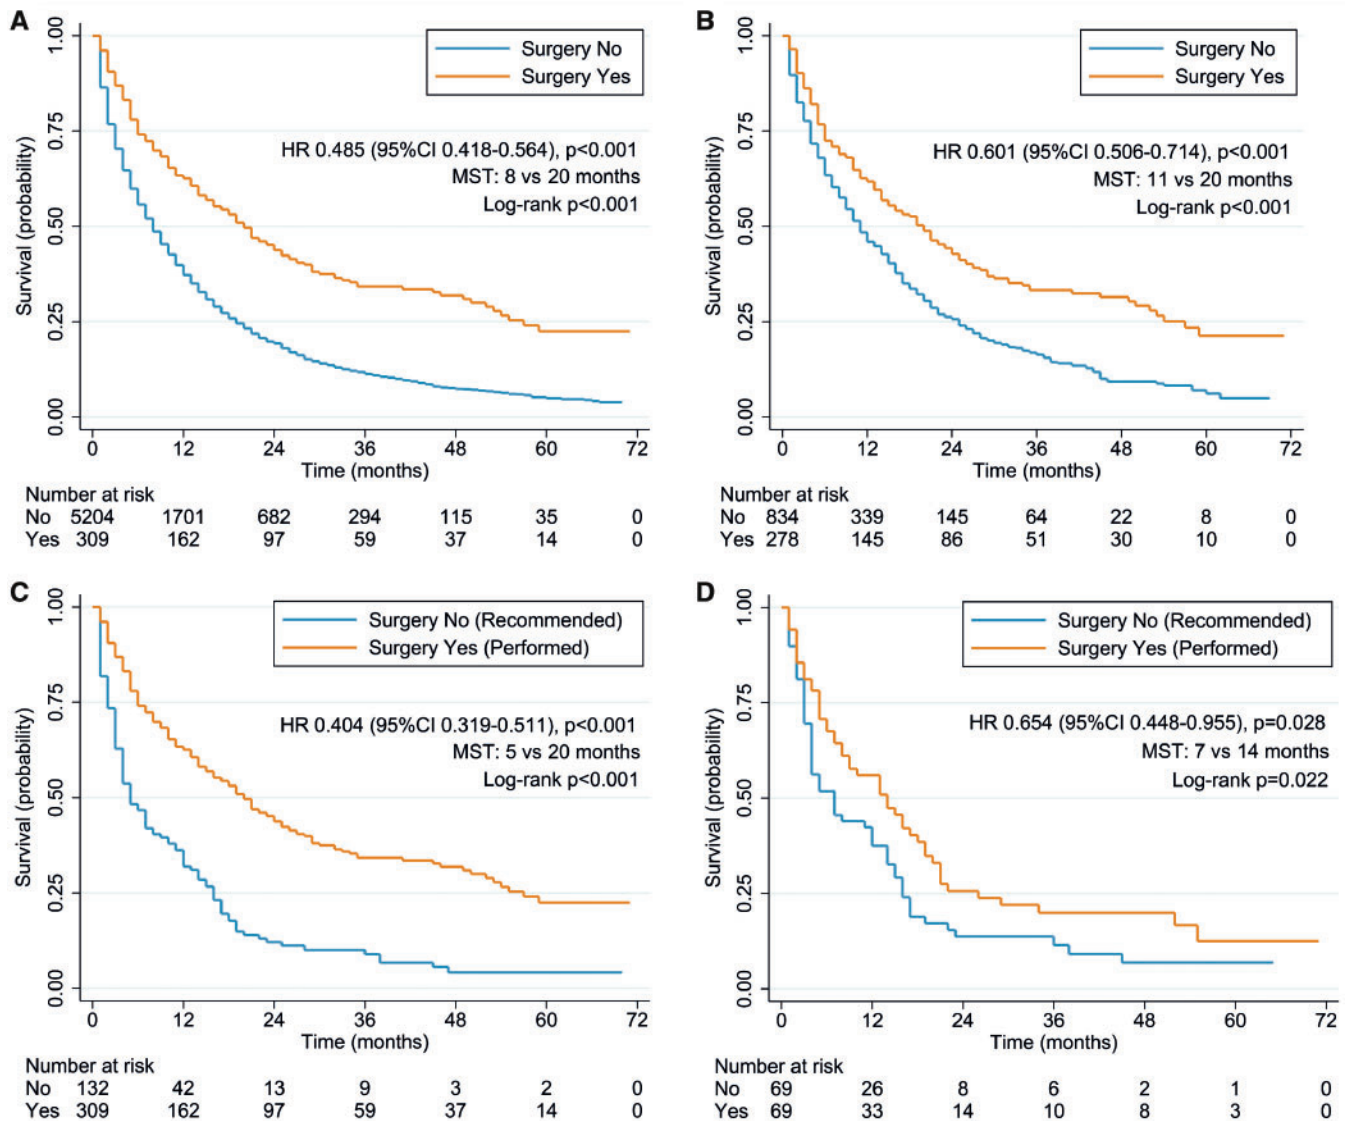 A
Surgery No
Surgery Yes
HR 0.485 (95%CI 0.418-0.564), p<0.001
MST: 8 vs 20 months
Log-rank p<0.001
Survival (probability)
1.00
0.75
0.50
0.25
0.00
0 12 24 36 48 60 72
Time (months)
Number at risk
No 5204 1701 682 294 115 35 0
Yes 309 162 97 59 37 14 0
B
Surgery No
Surgery Yes
HR 0.601 (95%CI 0.506-0.714), p<0.001
MST: 11 vs 20 months
Log-rank p<0.001
Survival (probability)
1.00
0.75
0.50
0.25
0.00
0 12 24 36 48 60 72
Time (months)
Number at risk
No 834 339 145 64 22 8 0
Yes 278 145 86 51 30 10 0
C
Surgery No (Recommended)
Surgery Yes (Performed)
HR 0.404 (95%CI 0.319-0.511), p<0.001
MST: 5 vs 20 months
Log-rank p<0.001
Survival (probability)
1.00
0.75
0.50
0.25
0.00
0 12 24 36 48 60 72
Time (months)
Number at risk
No 132 42 13 9 3 2 0
Yes 309 162 97 59 37 14 0
D
Surgery No (Recommended)
Surgery Yes (Performed)
HR 0.654 (95%CI 0.448-0.955), p=0.028
MST: 7 vs 14 months
Log-rank p=0.022
Survival (probability)
1.00
0.75
0.50
0.25
0.00
0 12 24 36 48 60 72
Time (months)
Number at risk
No 69 26 8 6 2 1 0
Yes 69 33 14 10 8 3 0